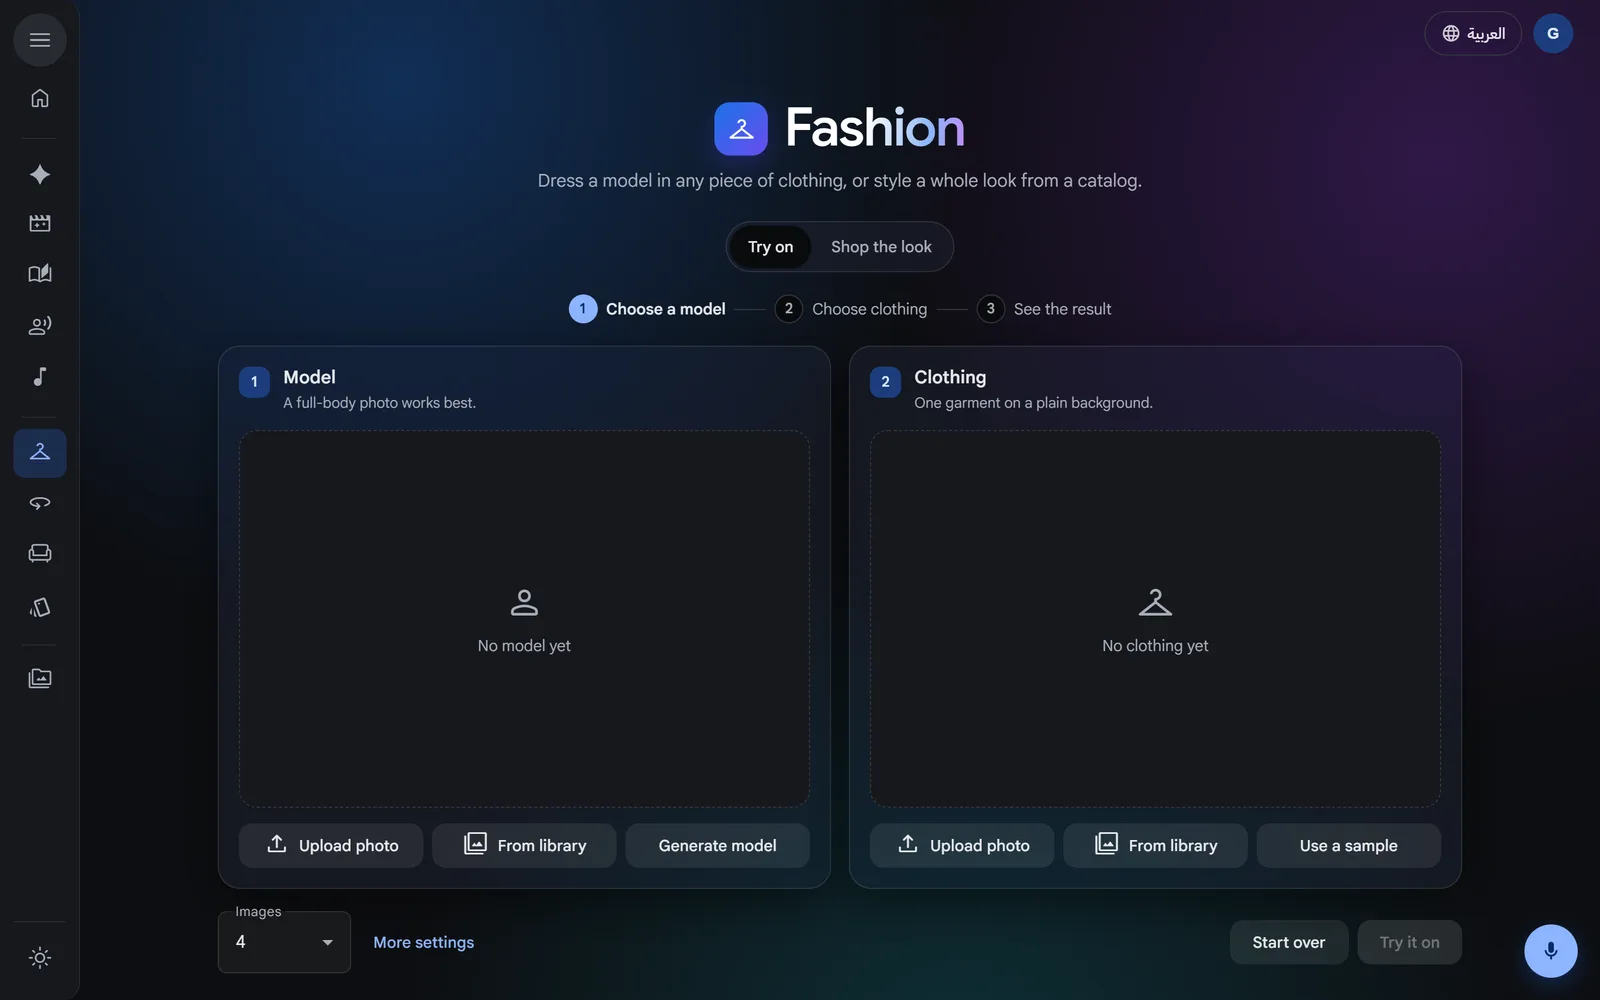 العربية
G
Fashion
Dress a model in any piece of clothing, or style a whole look from a catalog.
Try on
Shop the look
1 Choose a model
2 Choose clothing
3 See the result
1 Model
A full-body photo works best.
No model yet
Upload photo
From library
Generate model
2 Clothing
One garment on a plain background.
No clothing yet
Upload photo
From library
Use a sample
Images
4
More settings
Start over
Try it on